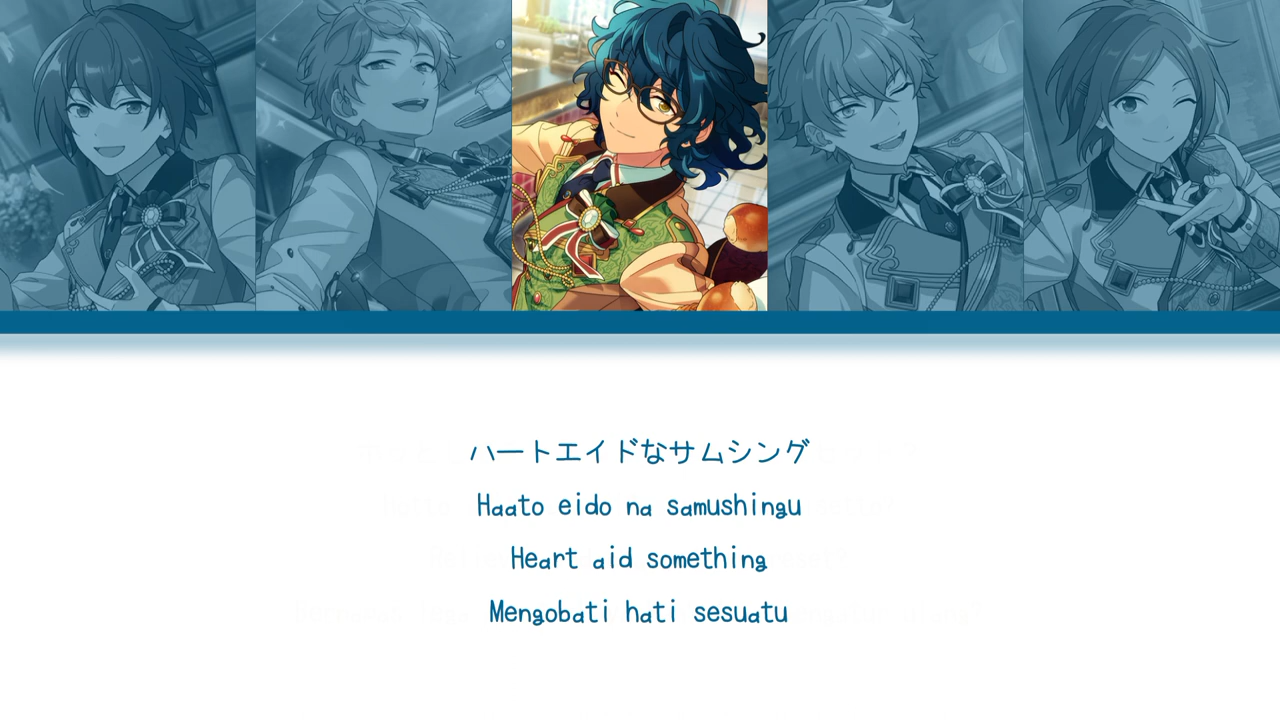 ハートエイドなサムシング
Haato eido na samushingu
Heart aid something
Mengobati hati sesuatu